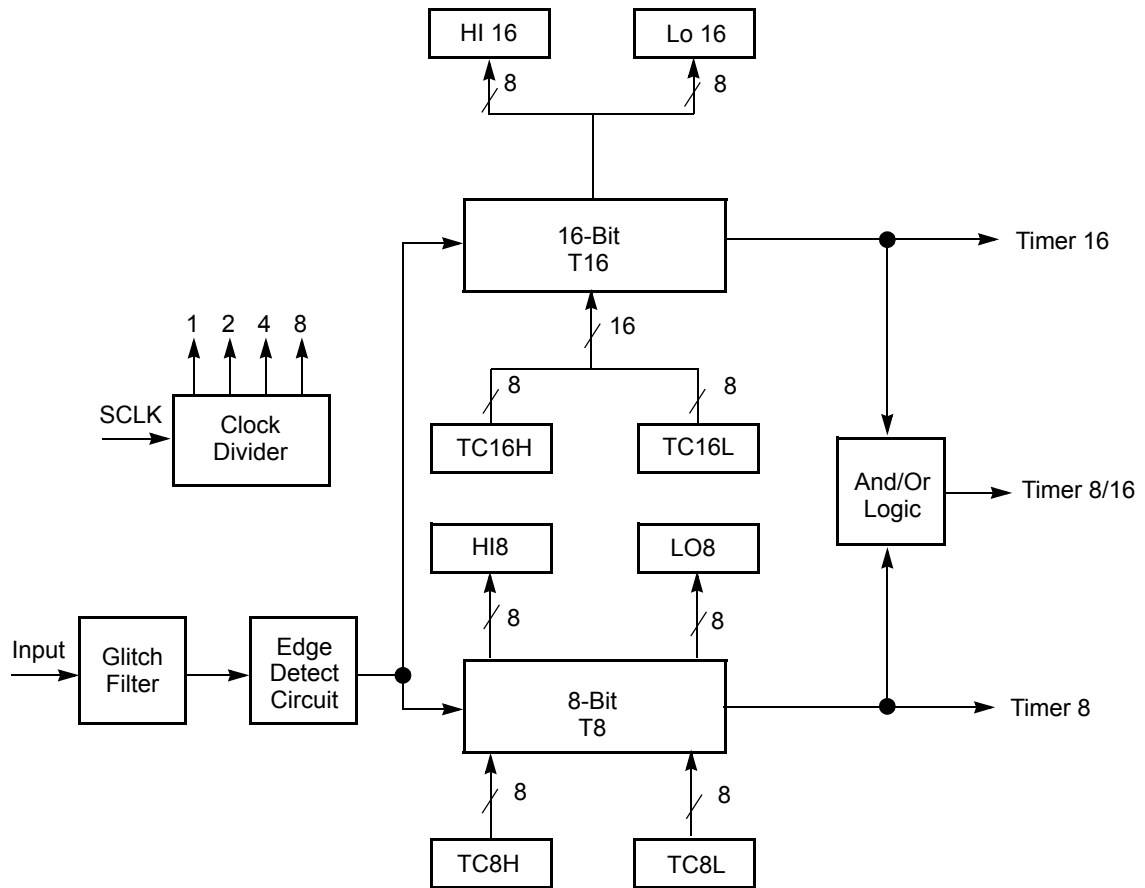 HI 16
Lo 16
8
8
16-Bit
T16
Timer 16
1
2
4
8
16
SCLK
Clock
Divider
8
8
TC16H
TC16L
And/Or
Logic
Timer 8/16
HI8
LO8
8
8
Input
Glitch
Filter
Edge
Detect
Circuit
8-Bit
T8
Timer 8
8
8
TC8H
TC8L